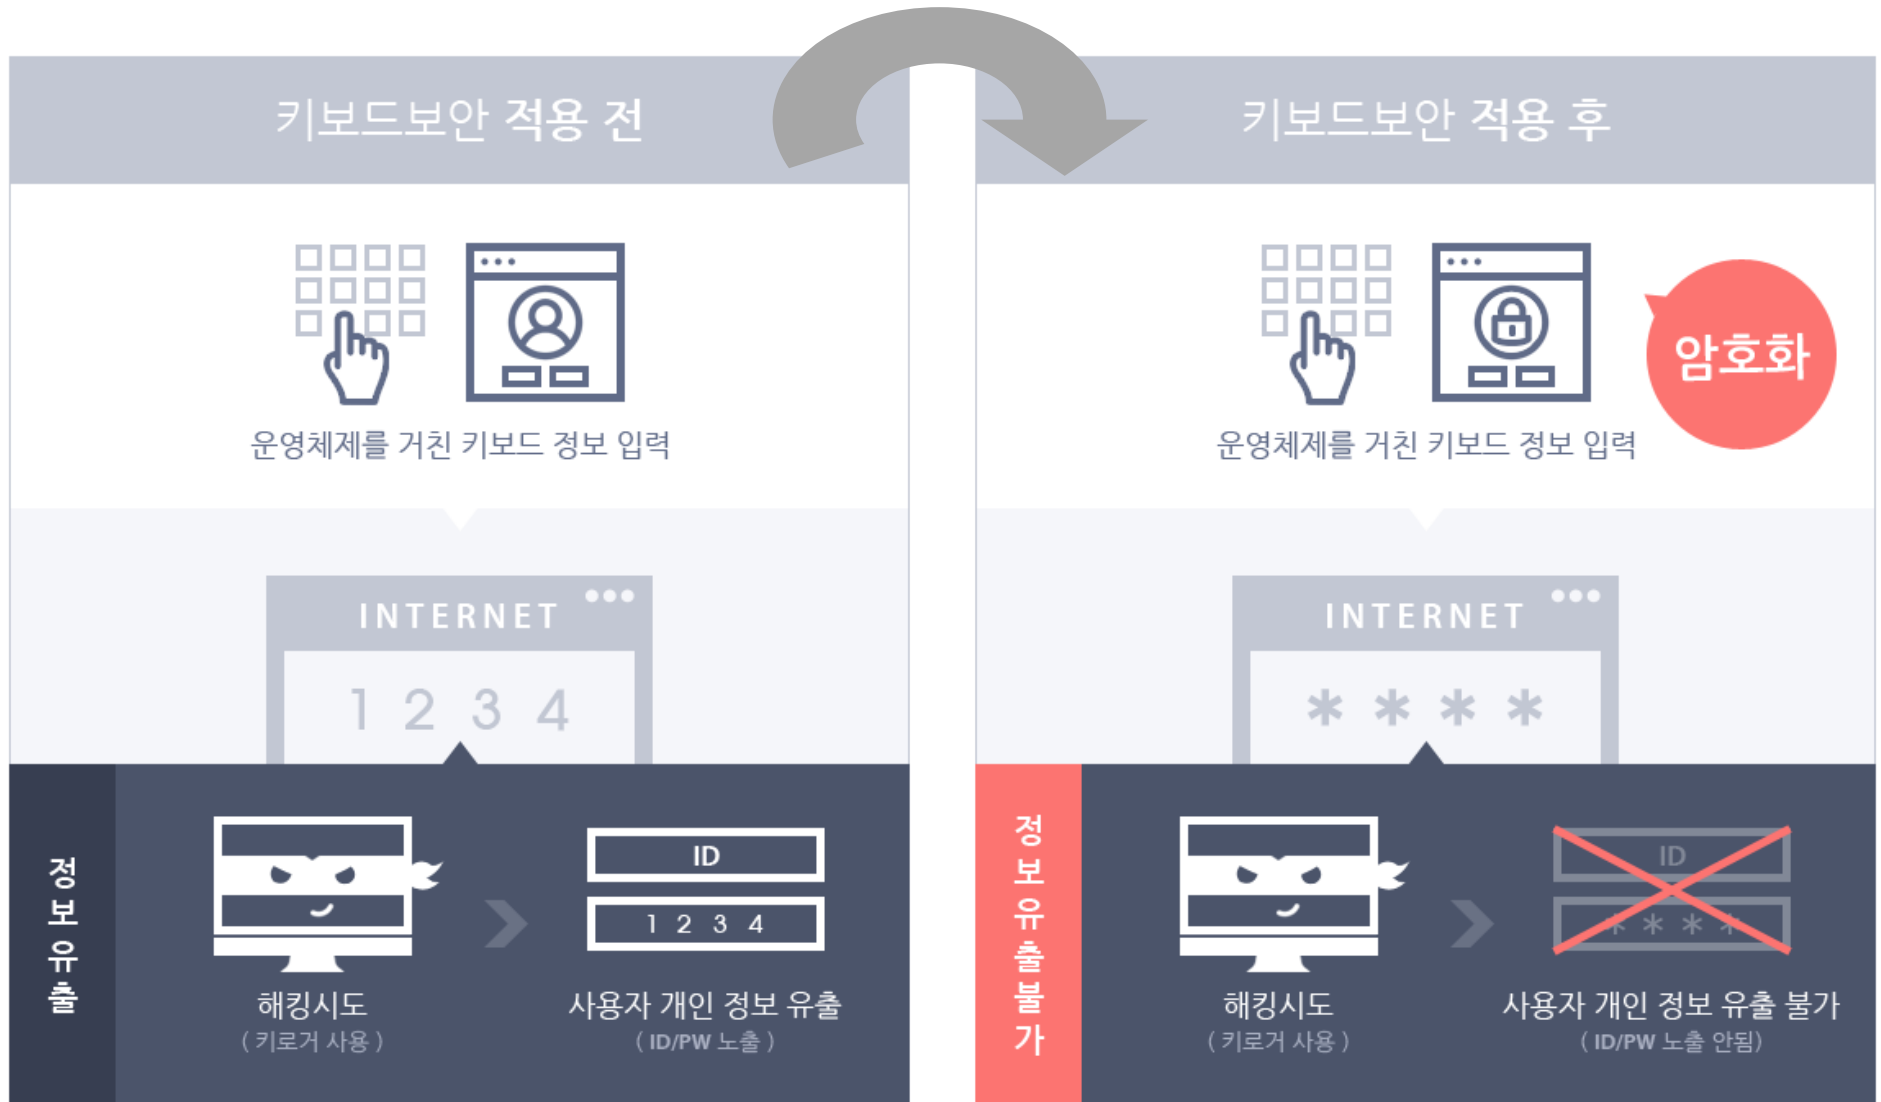 키보드보안 적용 전
운영체제를 거친 키보드 정보 입력
INTERNET
1 2 3 4
정보유출
ID
1 2 3 4
해킹시도
( 키로거 사용 )
사용자 개인 정보 유출
( ID/PW 노출 )
키보드보안 적용 후
암호화
운영체제를 거친 키보드 정보 입력
INTERNET
* * * *
정보유출불가
ID
* * * *
해킹시도
( 키로거 사용 )
사용자 개인 정보 유출 불가
( ID/PW 노출 안됨)